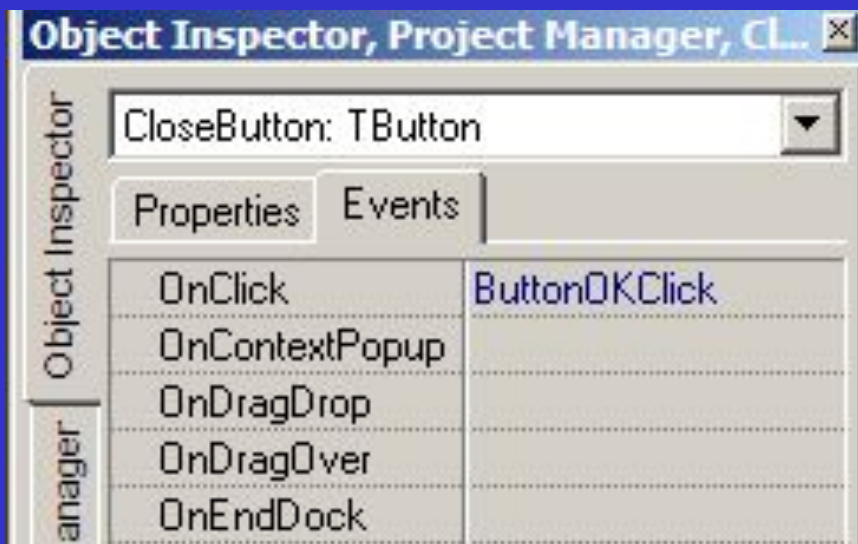 Object Inspector, Project Manager, Cl...
Object Inspector
anager
CloseButton: TButton
Properties Events
OnClick ButtonOKClick
OnContextPopup
OnDragDrop
OnDragOver
OnEndDock